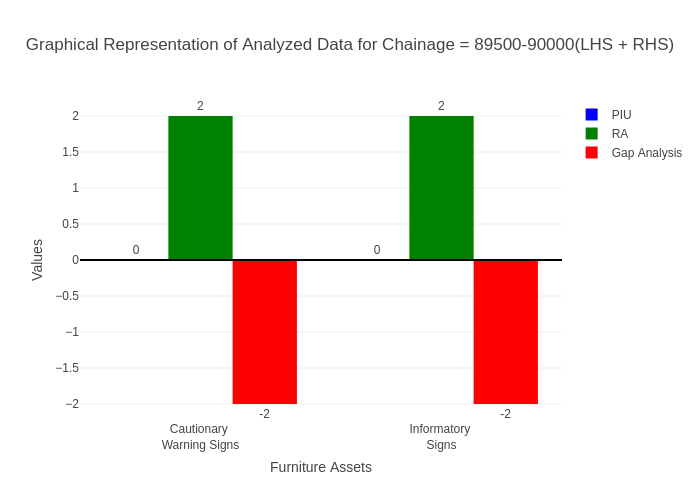 Graphical Representation of Analyzed Data for Chainage = 89500-90000(LHS + RHS)
PIU
RA
Gap Analysis
Values
2
1.5
1
0.5
0
−0.5
−1
−1.5
−2
0
2
-2
0
2
-2
Cautionary
Warning Signs
Informatory
Signs
Furniture Assets